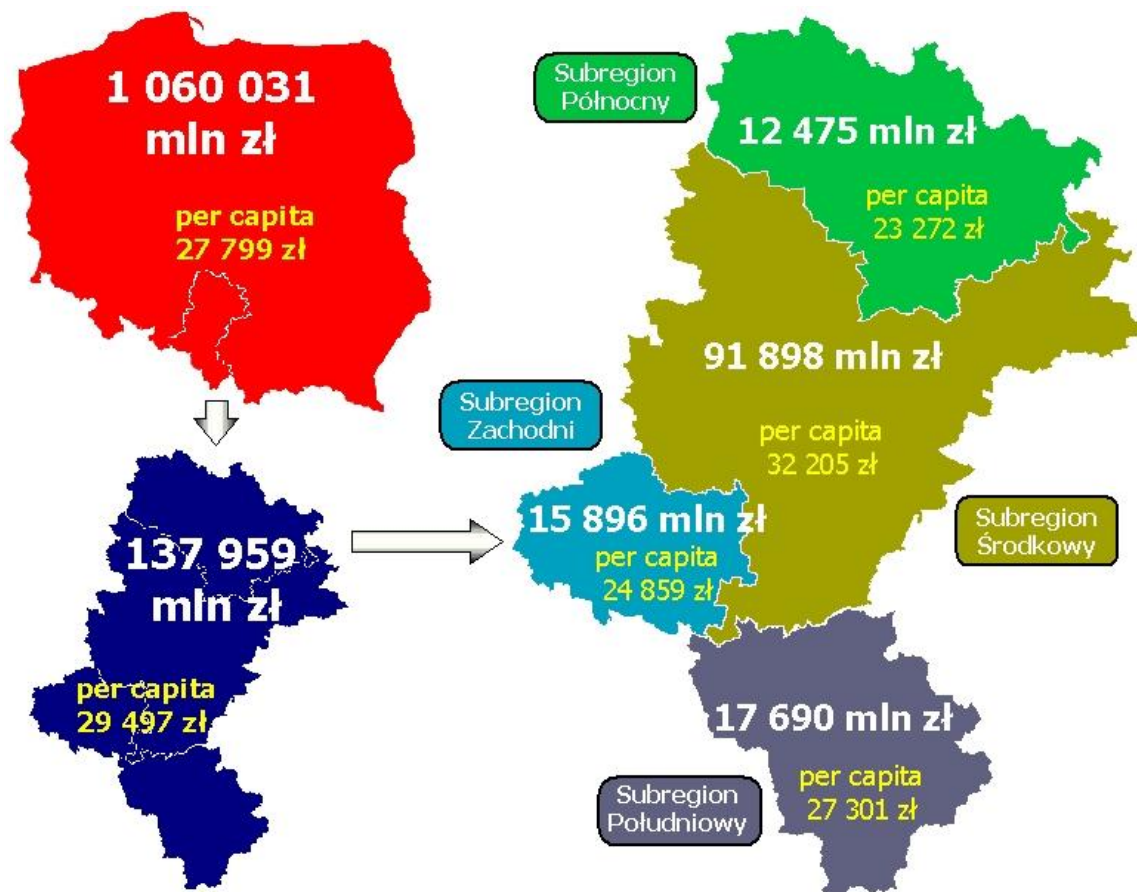 1 060 031
mln zł
per capita
27 799 zł
137 959
mln zł
per capita
29 497 zł
Subregion
Północny
12 475 mln zł
per capita
23 272 zł
91 898 mln zł
per capita
32 205 zł
Subregion
Zachodni
15 896 mln zł
per capita
24 859 zł
Subregion
Środkowy
17 690 mln zł
per capita
27 301 zł
Subregion
Południowy